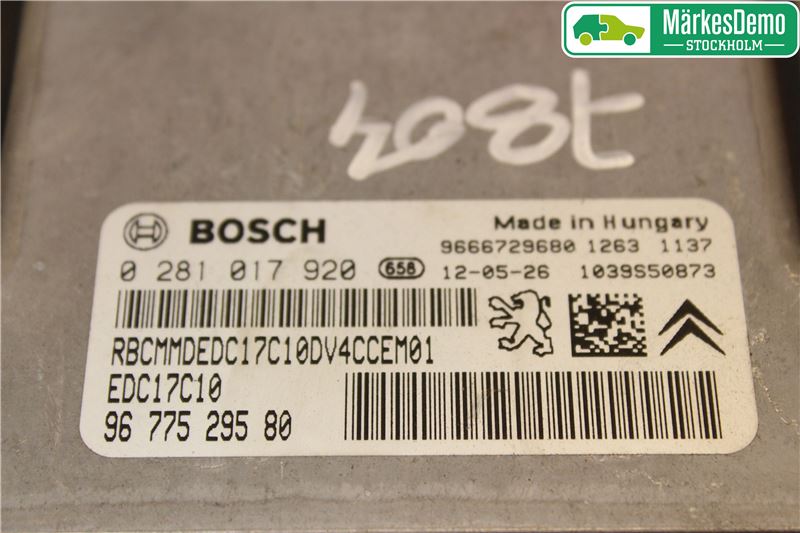 MärkesDemo
STOCKHOLM
BOSCH
Made in Hungary
9666729680 1263 1137
0 281 017 920 658 12-05-26 1039S50873
RBCMMDEDC17C10DV4CCEM01
EDC17C10
96 775 295 80